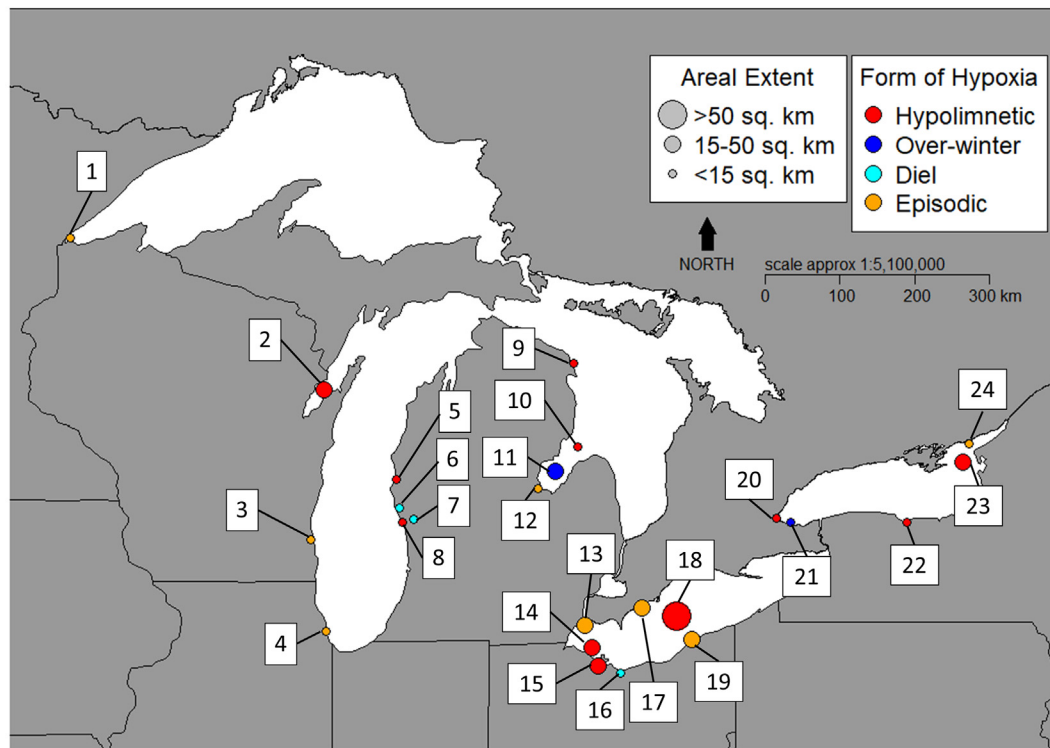 Areal Extent
>50 sq. km
15-50 sq. km
<15 sq. km
Form of Hypoxia
Hypolimnetic
Over-winter
Diel
Episodic
NORTH
scale approx 1:5,100,000
0 100 200 300 km
1
2
3
4
5
6
7
8
9
10
11
12
13
14
15
16
17
18
19
20
21
22
23
24